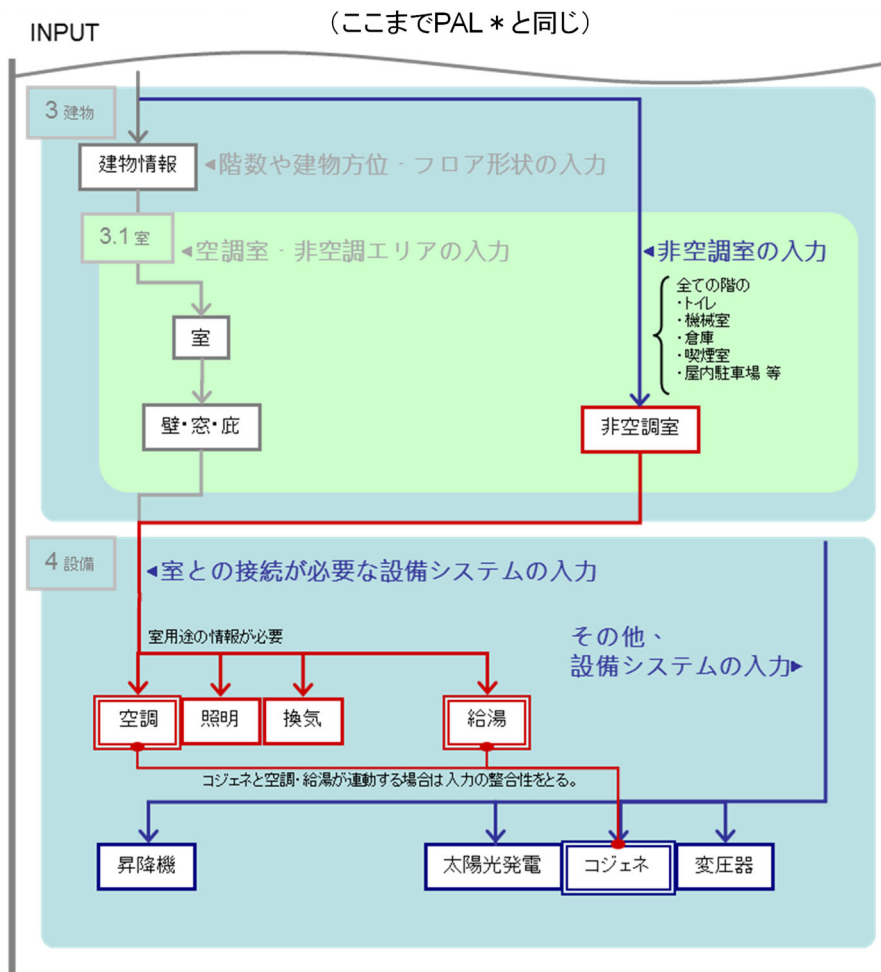 (ここまでPAL*と同じ)
INPUT
3 建物
建物情報
◂階数や建物方位・フロア形状の入力
3.1 室
◂空調室・非空調エリアの入力
◂非空調室の入力
全ての階の
・トイレ
・機械室
・倉庫
・喫煙室
・屋内駐車場 等
室
壁・窓・庇
非空調室
4 設備
◂室との接続が必要な設備システムの入力
室用途の情報が必要
その他、
設備システムの入力▸
空調
照明
換気
給湯
コジェネと空調・給湯が連動する場合は入力の整合性をとる。
昇降機
太陽光発電
コジェネ
変圧器